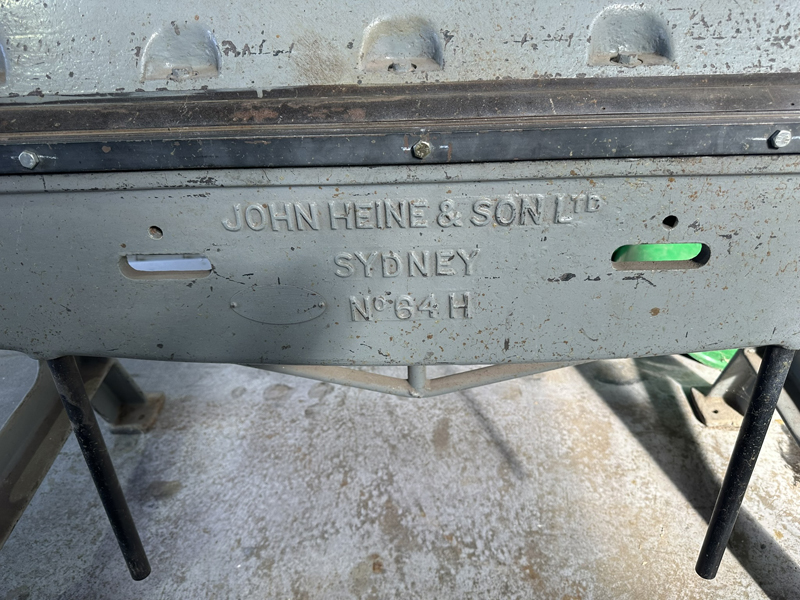 JOHN HEINE & SON LTD
SYDNEY
No 64 H